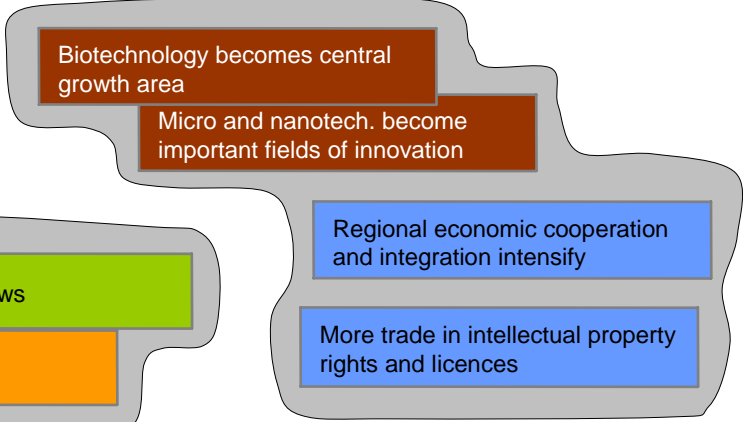 Biotechnology becomes central
growth area
Micro and nanotech. become
important fields of innovation
Regional economic cooperation
and integration intensify
ws
More trade in intellectual property
rights and licences